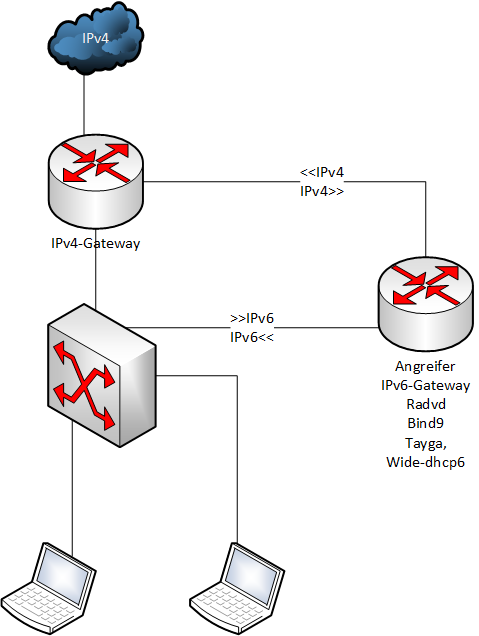 IPv4
<<IPv4
IPv4>>
IPv4-Gateway
>>IPv6
IPv6<<
Angreifer
IPv6-Gateway
Radvd
Bind9
Tayga,
Wide-dhcp6